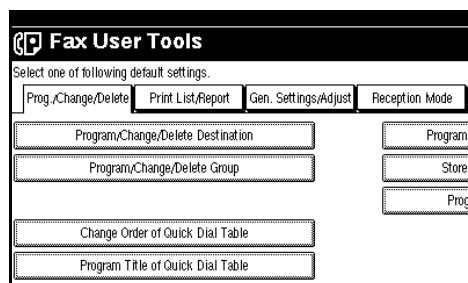 Fax User Tools
Select one of following default settings.
Prog./Change/Delete Print List/Report Gen. Settings/Adjust Reception Mode
Program/Change/Delete Destination Program
Program/Change/Delete Group Store
Prog
Change Order of Quick Dial Table
Program Title of Quick Dial Table